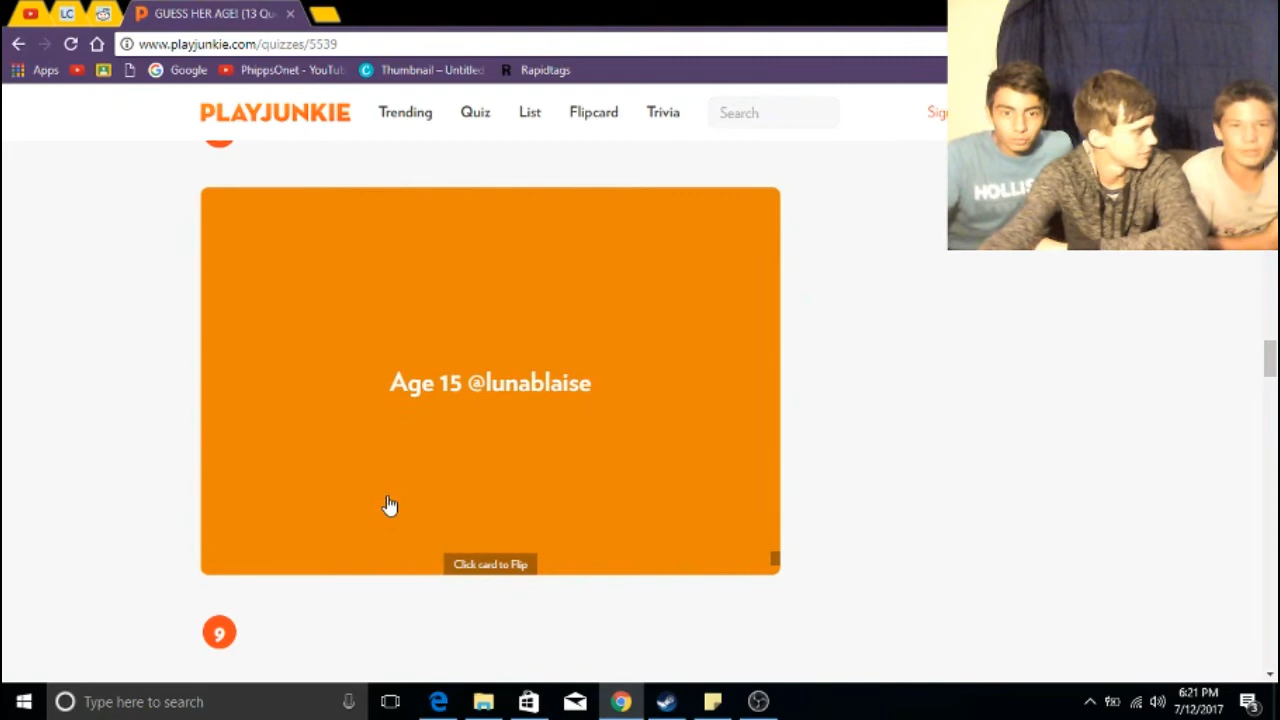 GUESS HER AGE! (13 Qu
www.playjunkie.com/quizzes/5539
Apps
Google
PhippsOnet - YouTub
Thumbnail – Untitled
Rapidtags
PLAYJUNKIE
Trending
Quiz
List
Flipcard
Trivia
Search
Sign
HOLLIS
Age 15 @lunablaise
Click card to Flip
9
Type here to search
6:21 PM
7/12/2017
3